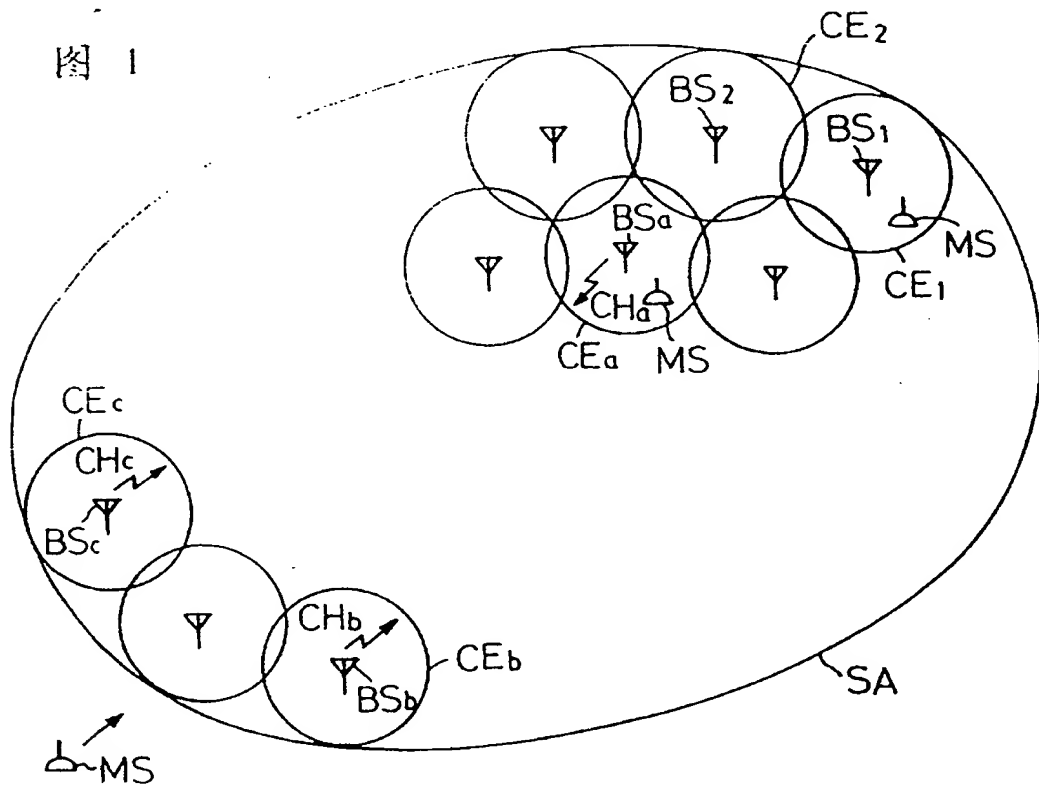 图 1
CE2
BS2
BS1
BSa
MS
CE1
CHa
CEa
MS
CEc
CHc
BSc
CHb
CEb
BSb
SA
MS